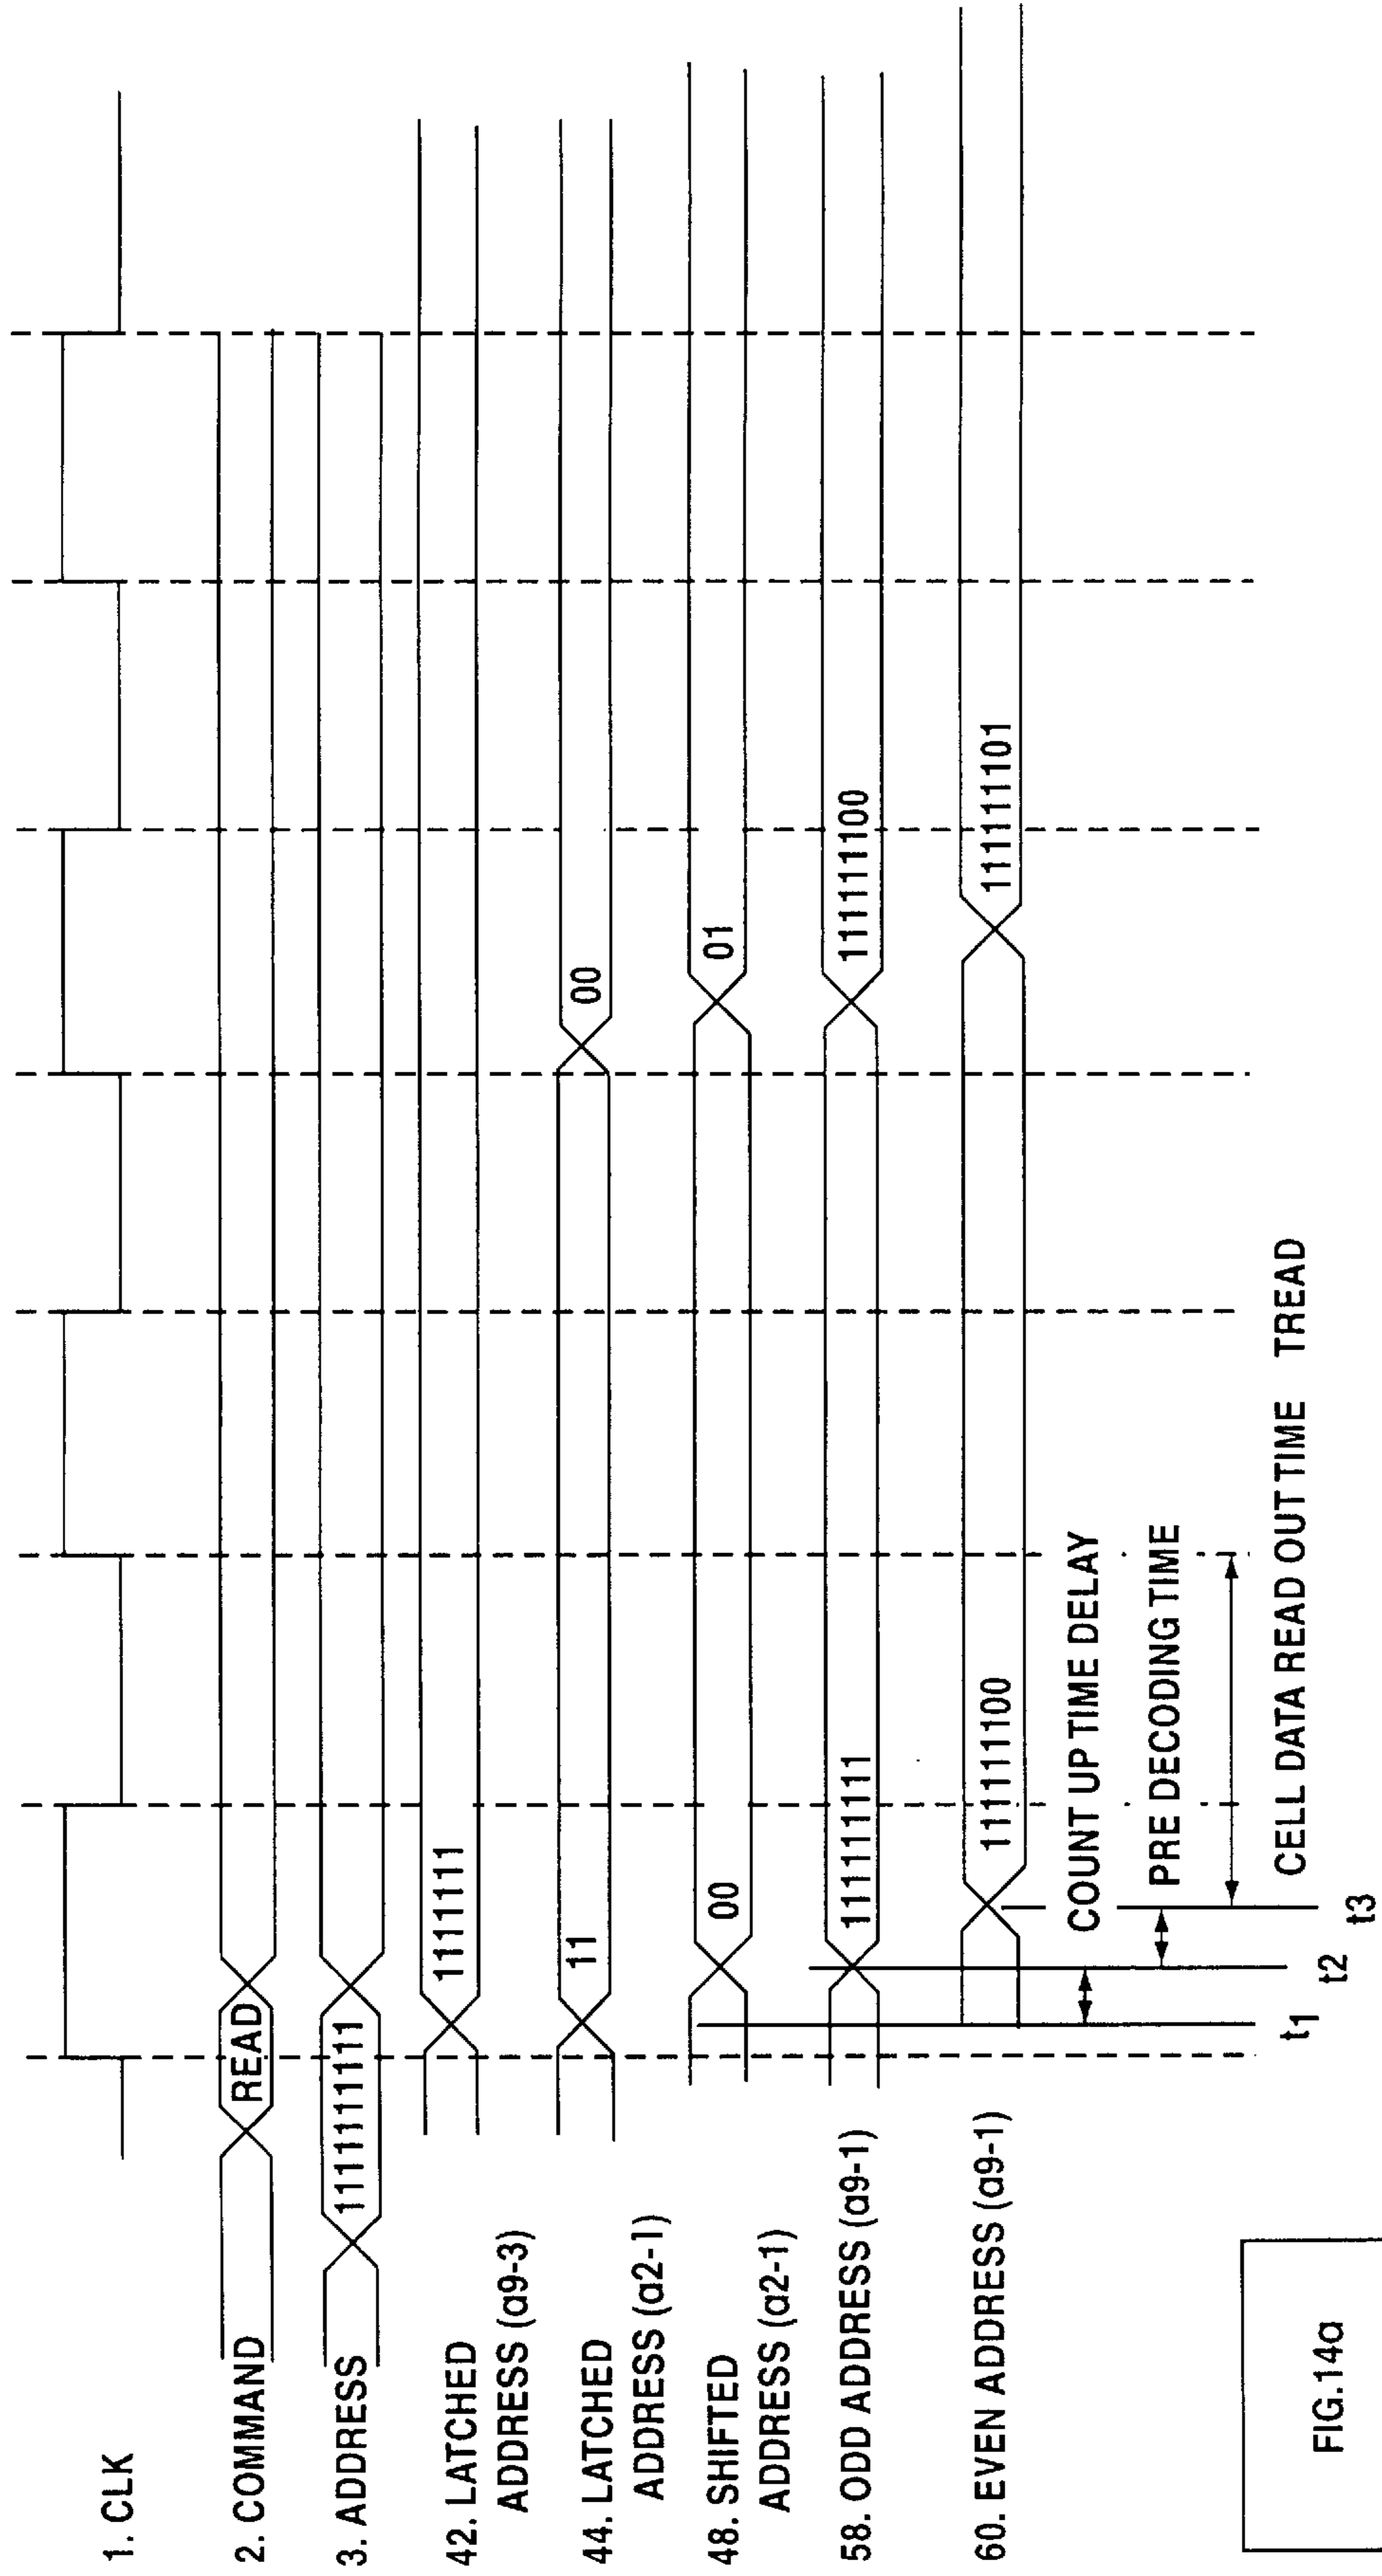 1. CLK
2. COMMAND
READ
3. ADDRESS
1111111111
42. LATCHED
ADDRESS (a9-3)
1111111
44. LATCHED
ADDRESS (a2-1)
11
00
48. SHIFTED
ADDRESS (a2-1)
00
01
58. ODD ADDRESS (a9-1)
111111111
111111100
60. EVEN ADDRESS (a9-1)
111111100
111111101
COUNT UP TIME DELAY
PRE DECODING TIME
CELL DATA READ OUT TIME TREAD
t1
t2
t3
FIG.14a